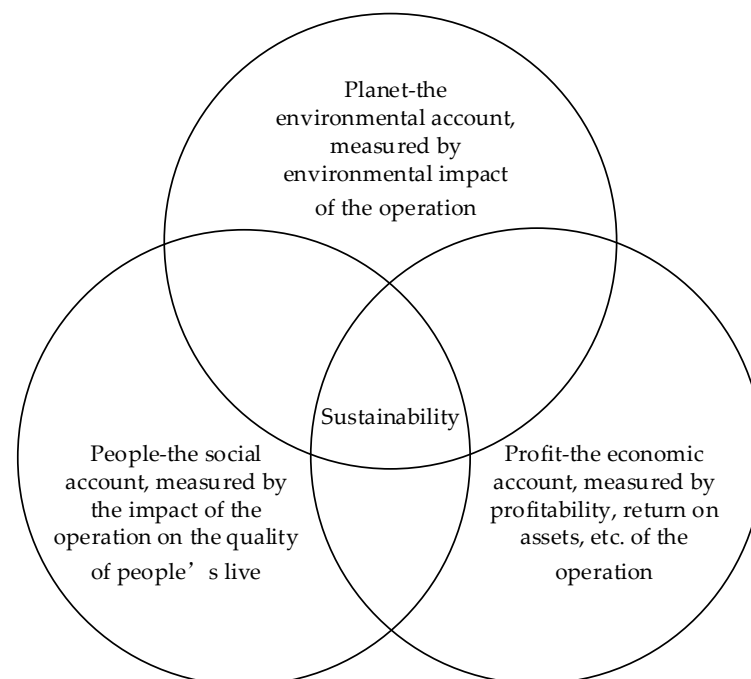 Planet-the
environmental account,
measured by
environmental impact
of the operation
Sustainability
People-the social
account, measured by
the impact of the
operation on the quality
of people’ s live
Profit-the economic
account, measured by
profitability, return on
assets, etc. of the
operation